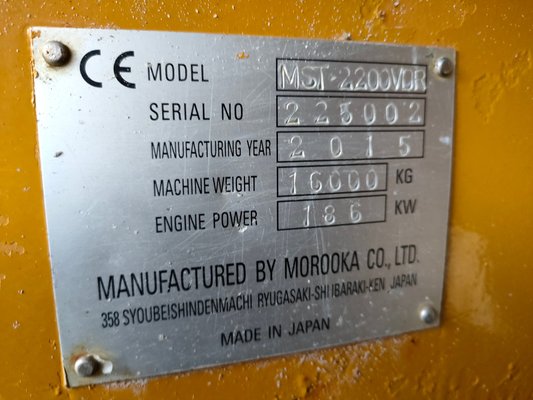 CE MODEL MST-2200VDR
SERIAL NO 225002
MANUFACTURING YEAR 2015
MACHINE WEIGHT 16000 KG
ENGINE POWER 186 KW
MANUFACTURED BY MOROOKA CO., LTD.
358 SYOUBEISHINDENMACHI RYUGASAKI-SHI IBARAKI-KEN, JAPAN
MADE IN JAPAN